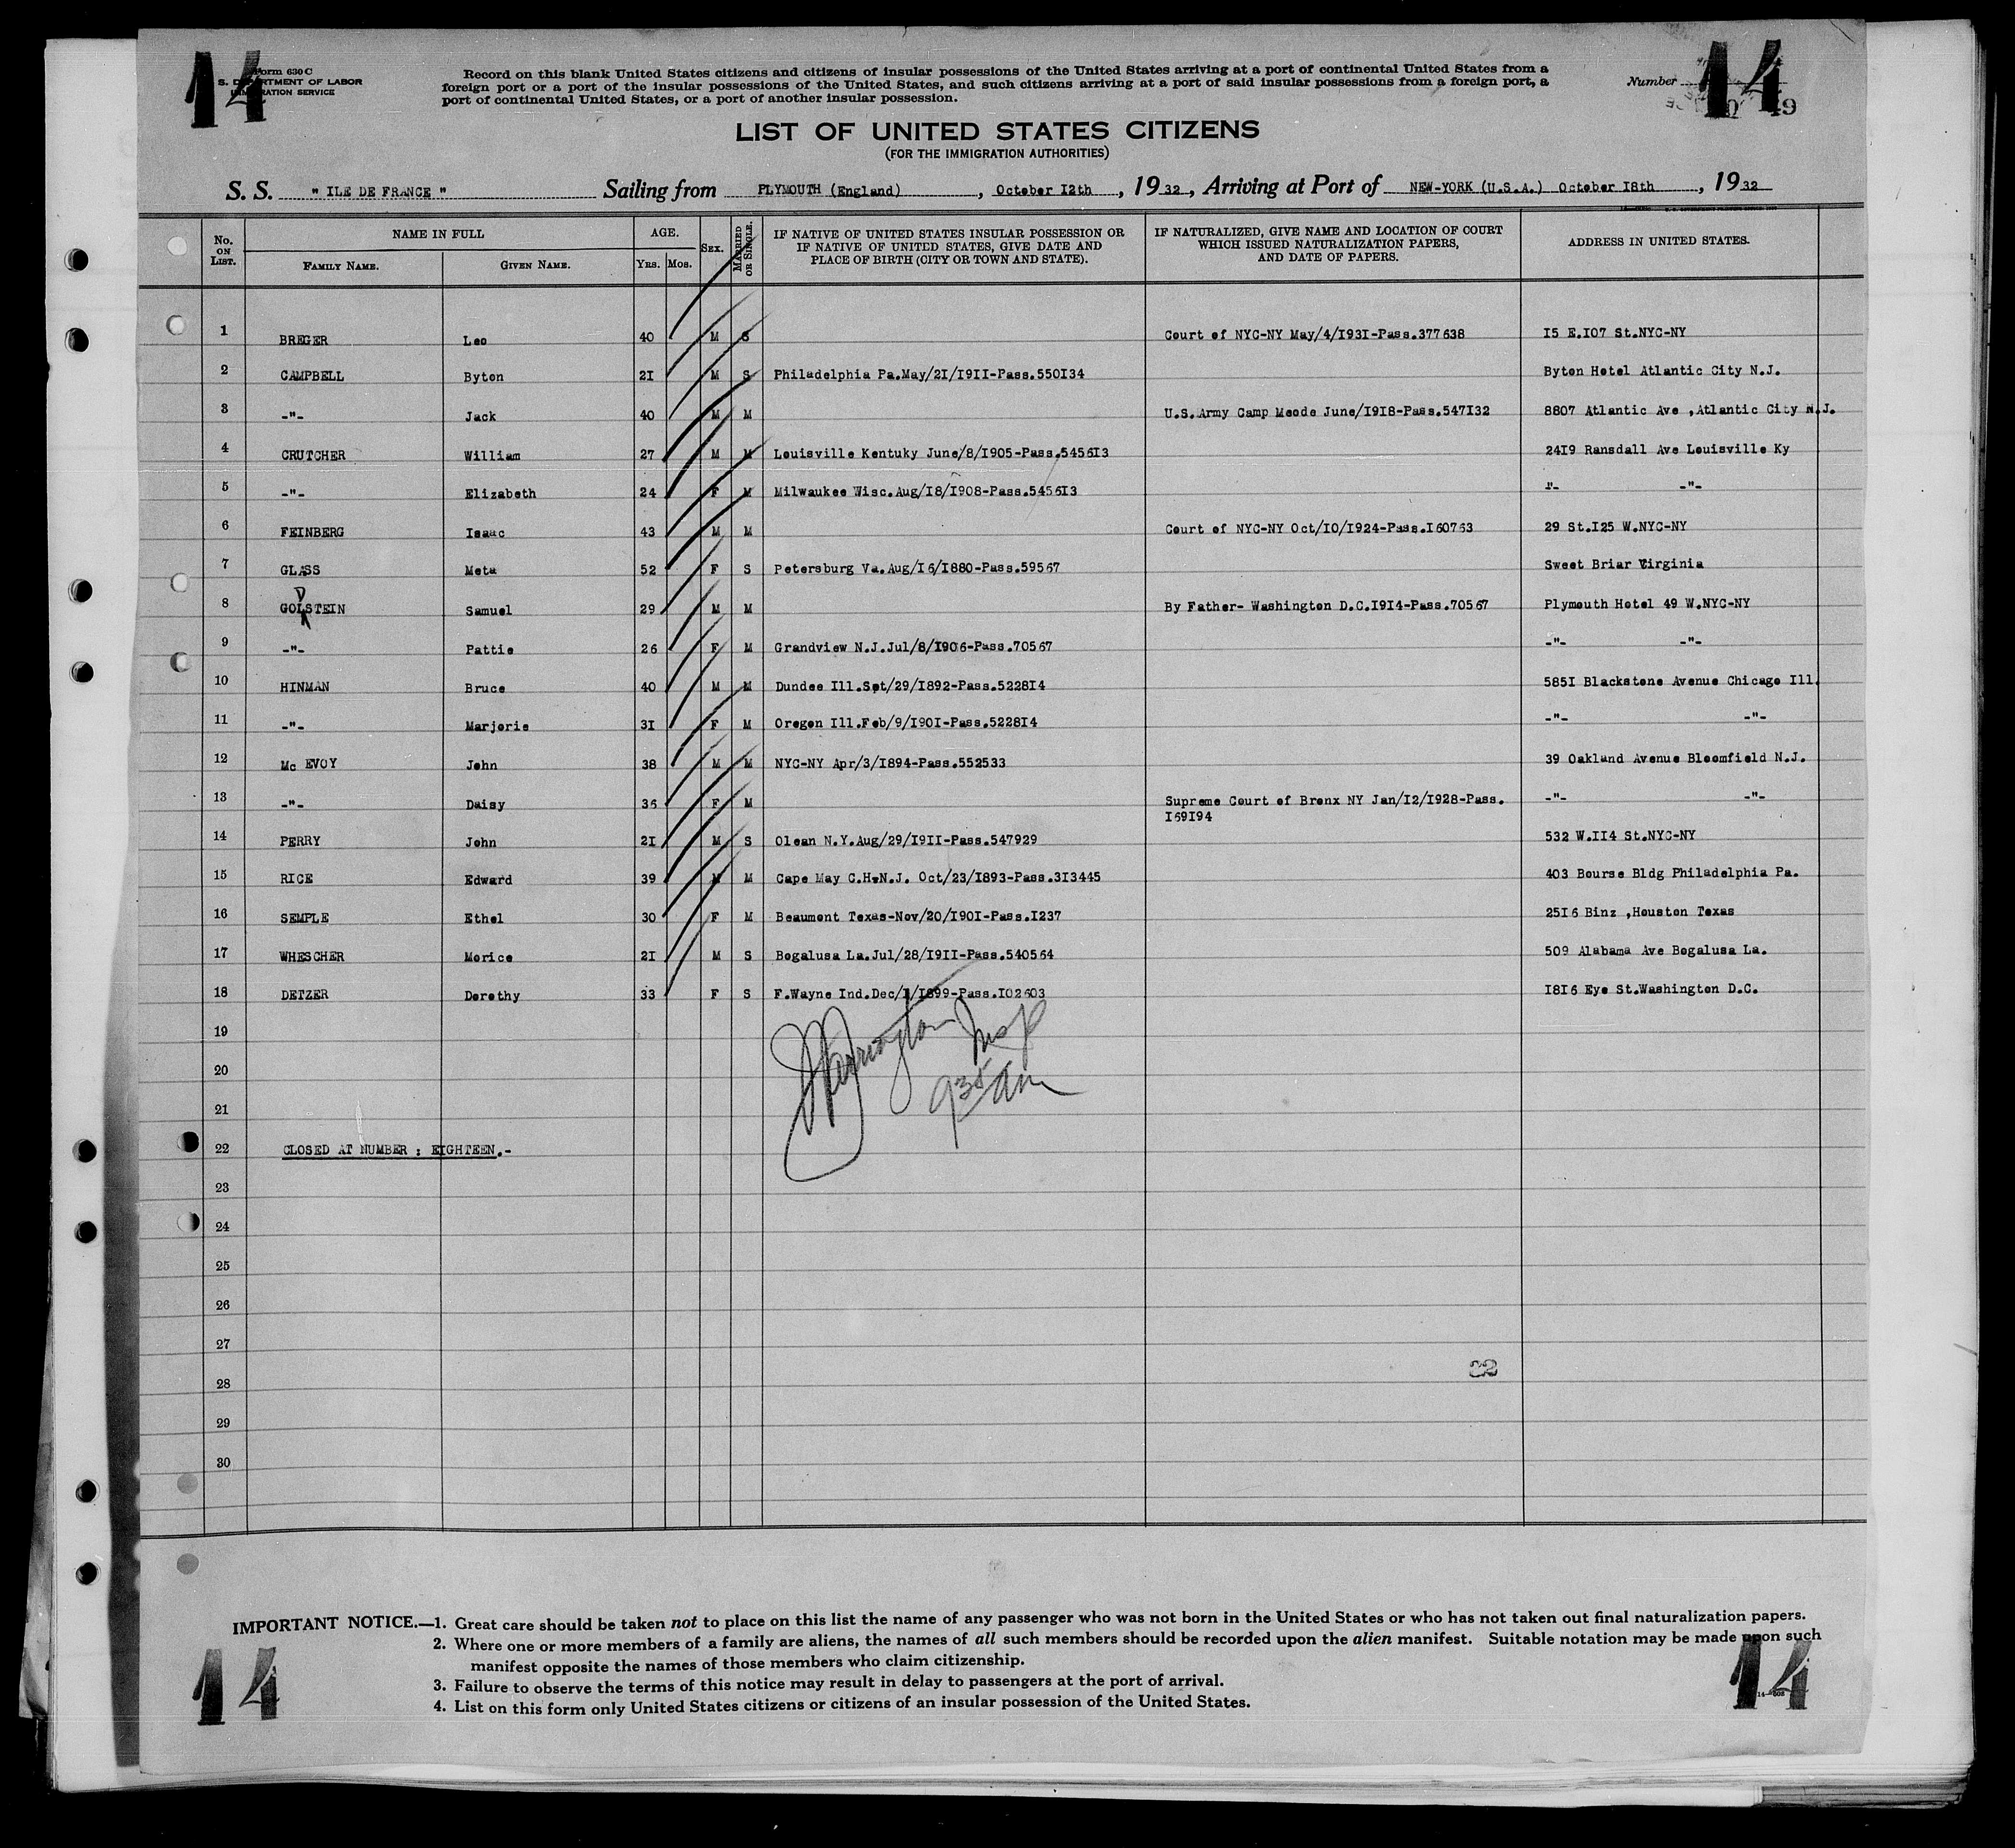 14
Form 630 C
S. DEPARTMENT OF LABOR
IMMIGRATION SERVICE
Record on this blank United States citizens and citizens of insular possessions of the United States arriving at a port of continental United States from a
foreign port or a port of the insular possessions of the United States, and such citizens arriving at a port of said insular possessions from a foreign port, a
port of continental United States, or a port of another insular possession.
Number 14
LIST OF UNITED STATES CITIZENS
(FOR THE IMMIGRATION AUTHORITIES)
S. S. " ILE DE FRANCE " Sailing from PLYMOUTH (England), October 12th, 1932, Arriving at Port of NEW-YORK (U.S.A.) October 18th, 1932
No. ON LIST. NAME IN FULL FAMILY NAME. GIVEN NAME. AGE. YRS. MOS. SEX. MARRIED OR SINGLE. IF NATIVE OF UNITED STATES INSULAR POSSESSION OR IF NATIVE OF UNITED STATES, GIVE DATE AND PLACE OF BIRTH (CITY OR TOWN AND STATE). IF NATURALIZED, GIVE NAME AND LOCATION OF COURT WHICH ISSUED NATURALIZATION PAPERS, AND DATE OF PAPERS. ADDRESS IN UNITED STATES.
1 BREGER Leo 40 M S Court of NYC-NY May/4/1931-Pass.377638 15 E.107 St.NYC-NY
2 CAMPBELL Byton 21 M S Philadelphia Pa.May/21/1911-Pass.550134 Byton Hotel Atlantic City N.J.
3 -"- Jack 40 M M U.S.Army Camp Meode June/1918-Pass.547132 8807 Atlantic Ave ,Atlantic City N.J.
4 CRUTCHER William 27 M M Louisville Kentuky June/8/1905-Pass.545613 2419 Ransdall Ave Louisville Ky
5 -"- Elizabeth 24 F M Milwaukee Wisc.Aug/18/1908-Pass.545613 -"- -"-
6 FEINBERG Isaac 43 M M Court of NYC-NY Oct/10/1924-Pass.160763 29 St.125 W.NYC-NY
7 GLASS Meta 52 F S Petersburg Va.Aug/16/1880-Pass.59567 Sweet Briar Virginia
D
8 GOLSTEIN Samuel 29 M M By Father- Washington D.C.1914-Pass.70567 Plymouth Hotel 49 W.NYC-NY
9 -"- Pattie 26 F M Grandview N.J.Jul/8/1906-Pass.70567 -"- -"-
10 HINMAN Bruce 40 M M Dundee Ill.Spt/29/1892-Pass.522814 5851 Blackstone Avenue Chicago Ill.
11 -"- Marjorie 31 F M Oregon Ill.Feb/9/1901-Pass.522814 -"- -"-
12 Mc EVOY John 38 M M NYC-NY Apr/3/1894-Pass.552533 39 Oakland Avenue Bloomfield N.J.
13 -"- Daisy 36 F M Supreme Court of Bronx NY Jan/12/1928-Pass. -"- -"-
169194
14 PERRY John 21 M S Olean N.Y.Aug/29/1911-Pass.547929 532 W.114 St.NYC-NY
15 RICE Edward 39 M M Cape May C.H.N.J. Oct/23/1893-Pass.313445 403 Bourse Bldg Philadelphia Pa.
16 SEMPLE Ethel 30 F M Beaumont Texas-Nov/20/1901-Pass.1237 2516 Binz ,Houston Texas
17 WHESCHER Morice 21 M S Bogalusa La.Jul/28/1911-Pass.540564 509 Alabama Ave Bogalusa La.
18 DETZER Dorothy 33 F S F.Wayne Ind.Dec/1/1899-Pass.102603 1816 Eye St.Washington D.C.
19
Insp
20
935 am
21
22 CLOSED AT NUMBER : EIGHTEEN.-
23
24
25
26
27
22
28
29
30
IMPORTANT NOTICE.—1. Great care should be taken not to place on this list the name of any passenger who was not born in the United States or who has not taken out final naturalization papers.
2. Where one or more members of a family are aliens, the names of all such members should be recorded upon the alien manifest. Suitable notation may be made upon such
manifest opposite the names of those members who claim citizenship.
3. Failure to observe the terms of this notice may result in delay to passengers at the port of arrival.
4. List on this form only United States citizens or citizens of an insular possession of the United States.
14
14